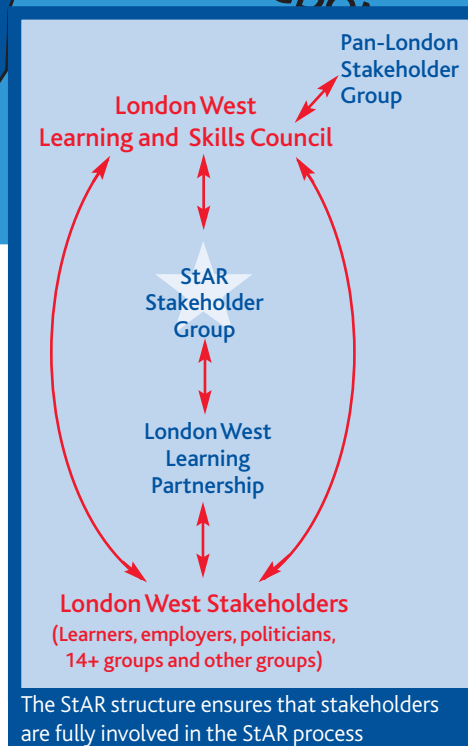 Pan-London
Stakeholder
Group
London West
Learning and Skills Council
StAR
Stakeholder
Group
London West
Learning
Partnership
London West Stakeholders
(Learners, employers, politicians,
14+ groups and other groups)
The StAR structure ensures that stakeholders
are fully involved in the StAR process